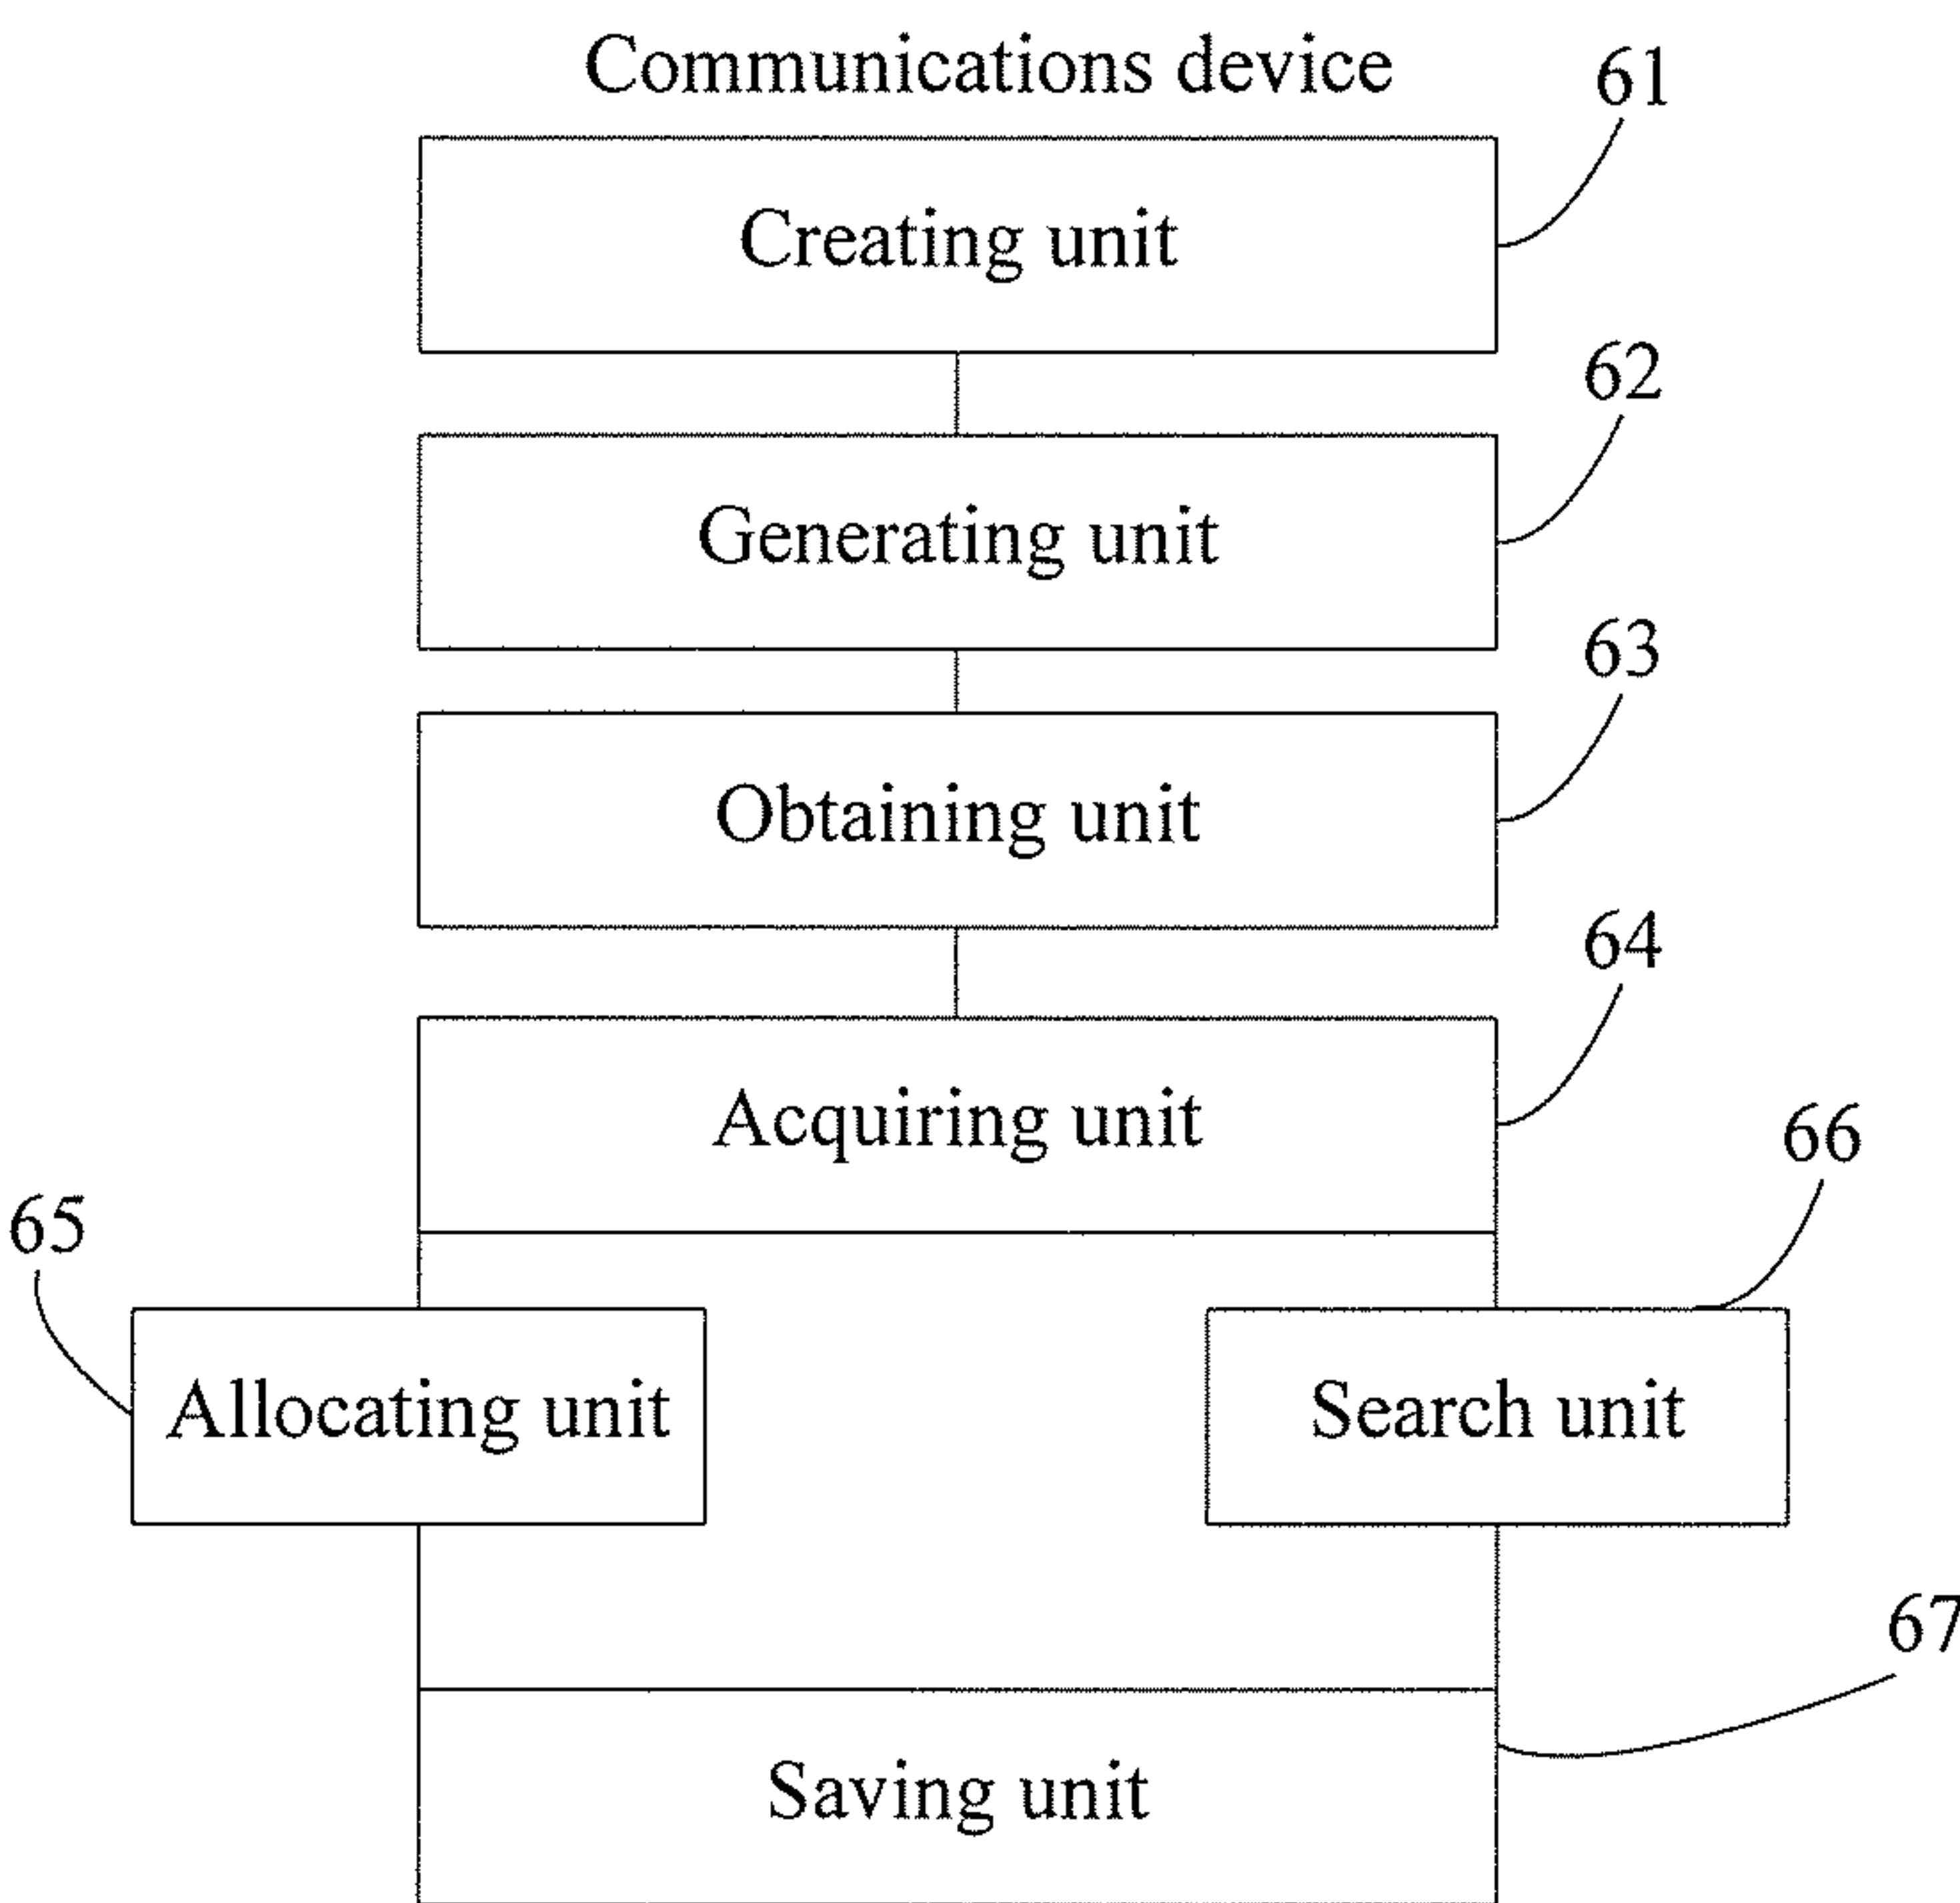 Communications device
61
Creating unit
62
Generating unit
63
Obtaining unit
64
Acquiring unit
66
65
Allocating unit
Search unit
67
Saving unit